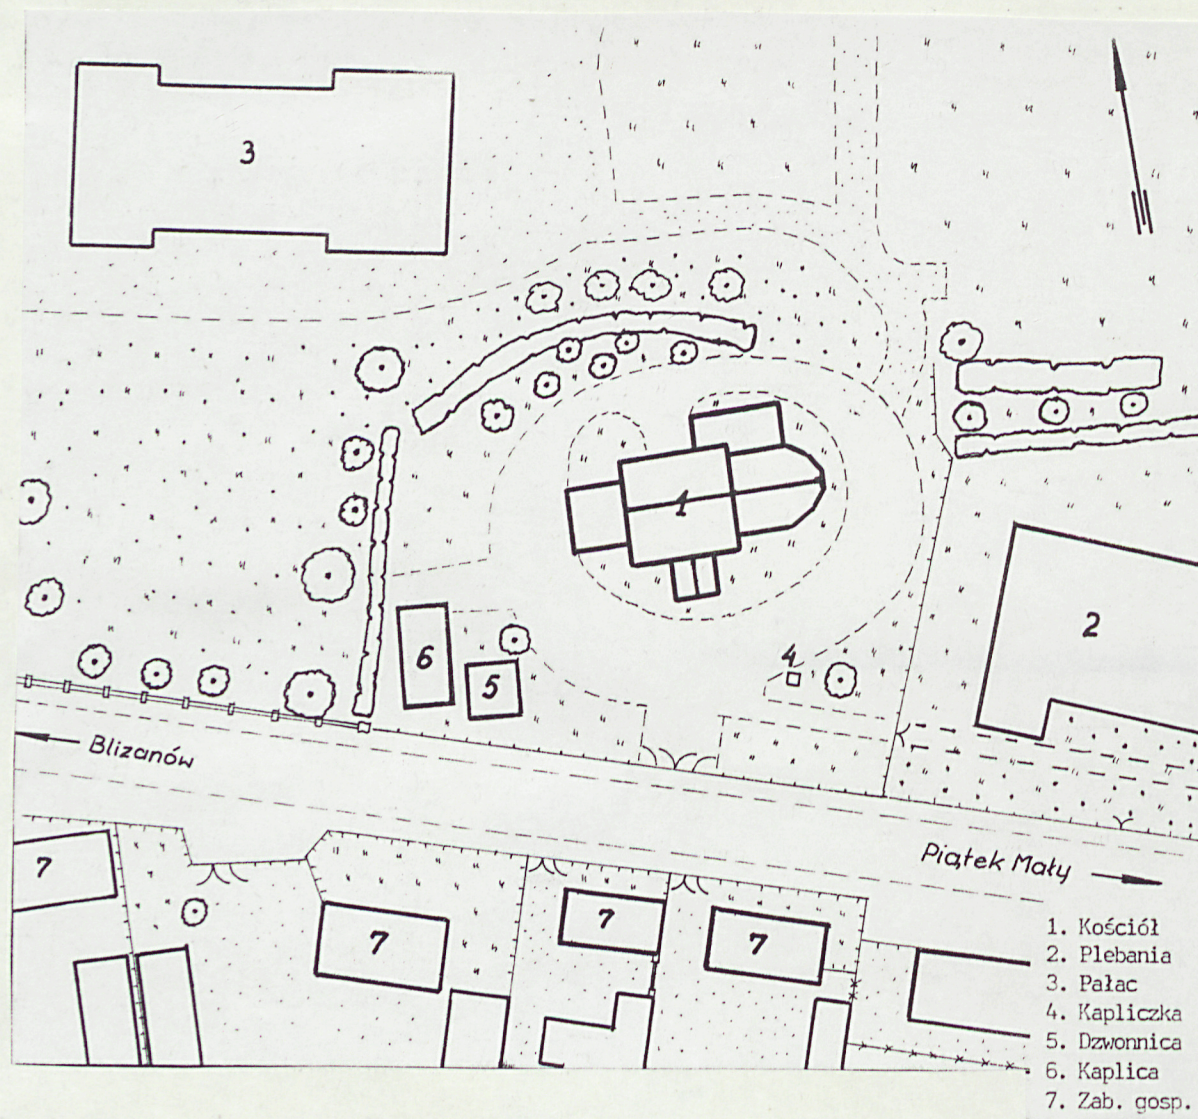 3
1
2
4
6
5
Blizanów
Piątek Mały
7
7
7
7
1. Kościół
2. Plebania
3. Pałac
4. Kapliczka
5. Dzwonnica
6. Kaplica
7. Zab. gosp.